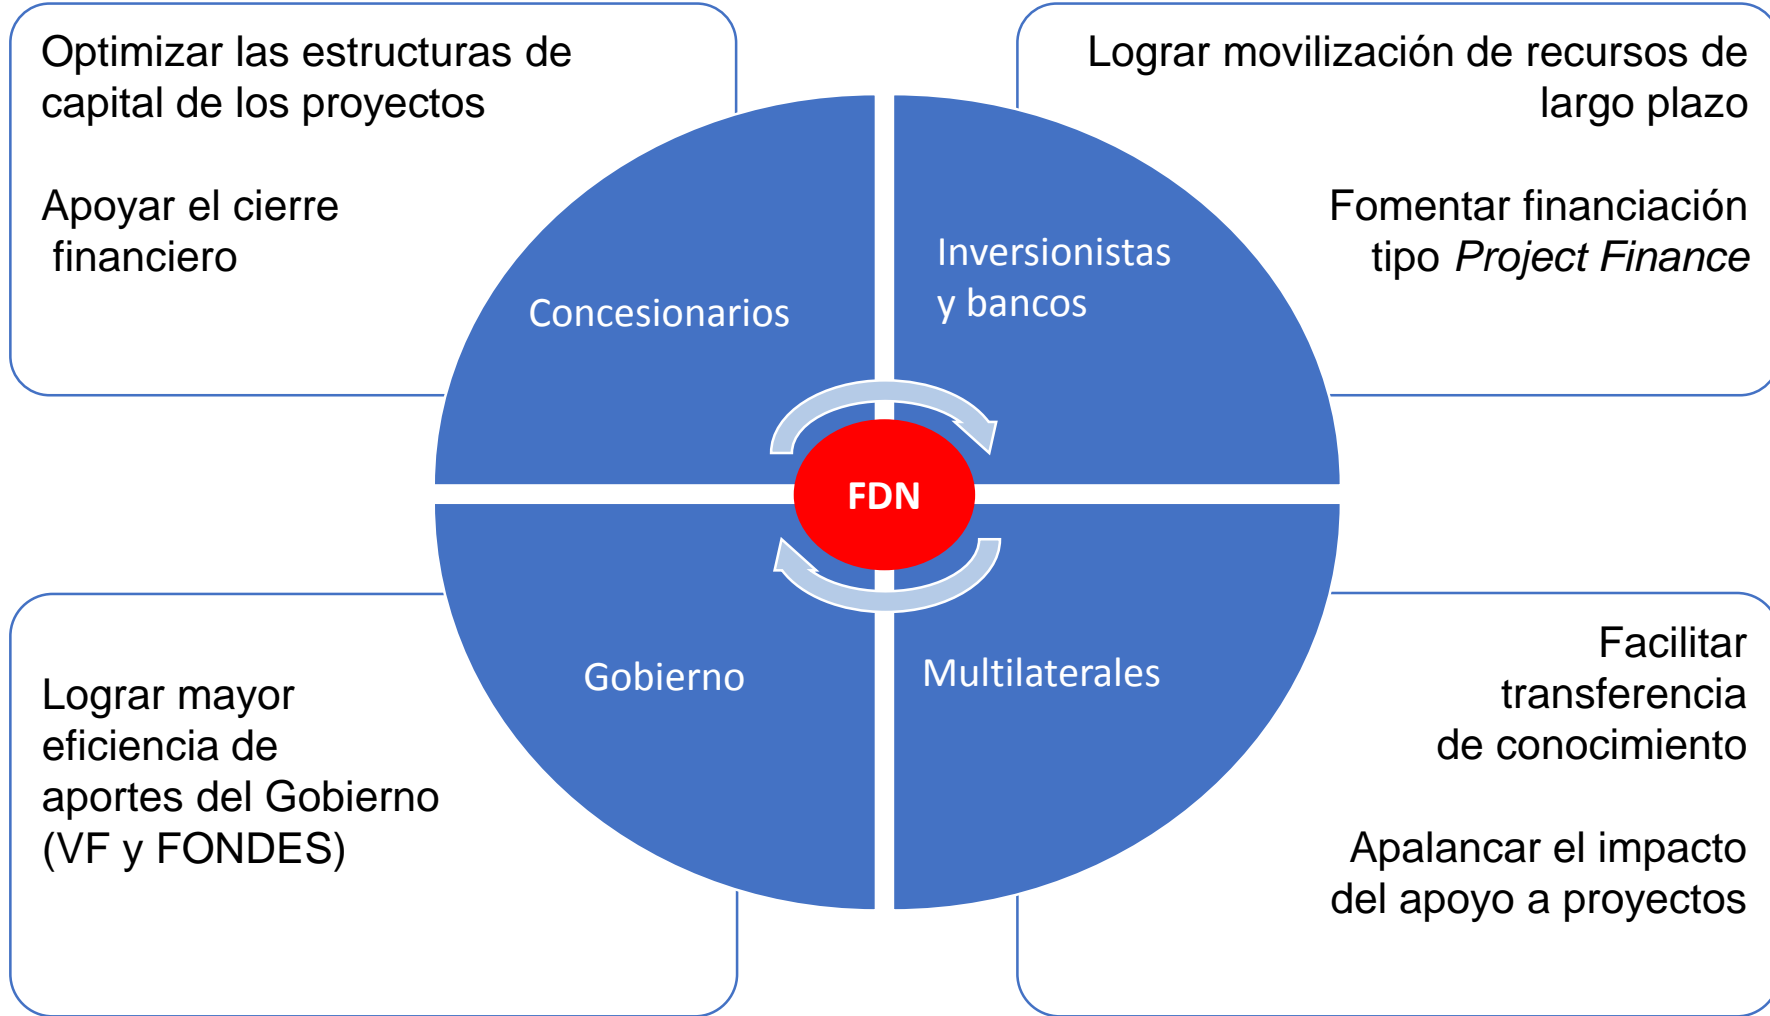 Optimizar las estructuras de
capital de los proyectos
Apoyar el cierre
financiero
Lograr movilización de recursos de
largo plazo
Fomentar financiación
tipo Project Finance
Concesionarios
Inversionistas
y bancos
FDN
Gobierno
Multilaterales
Lograr mayor
eficiencia de
aportes del Gobierno
(VF y FONDES)
Facilitar
transferencia
de conocimiento
Apalancar el impacto
del apoyo a proyectos